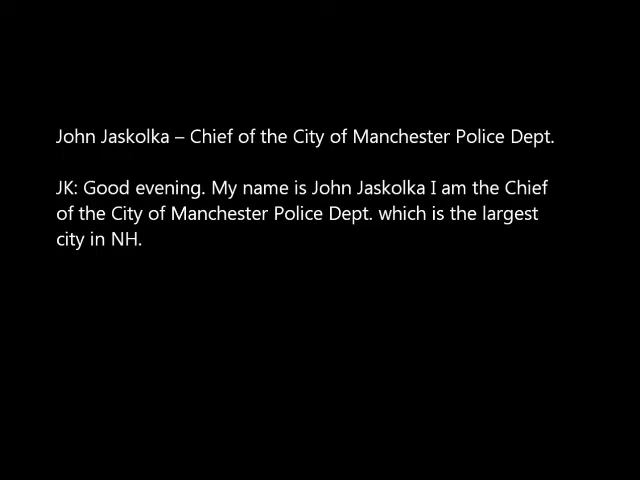 John Jaskolka – Chief of the City of Manchester Police Dept.
JK: Good evening. My name is John Jaskolka I am the Chief
of the City of Manchester Police Dept. which is the largest
city in NH.